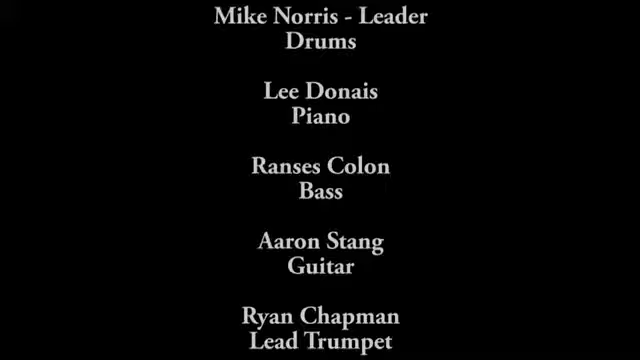 Mike Norris - Leader
Drums
Lee Donais
Piano
Ranses Colon
Bass
Aaron Stang
Guitar
Ryan Chapman
Lead Trumpet